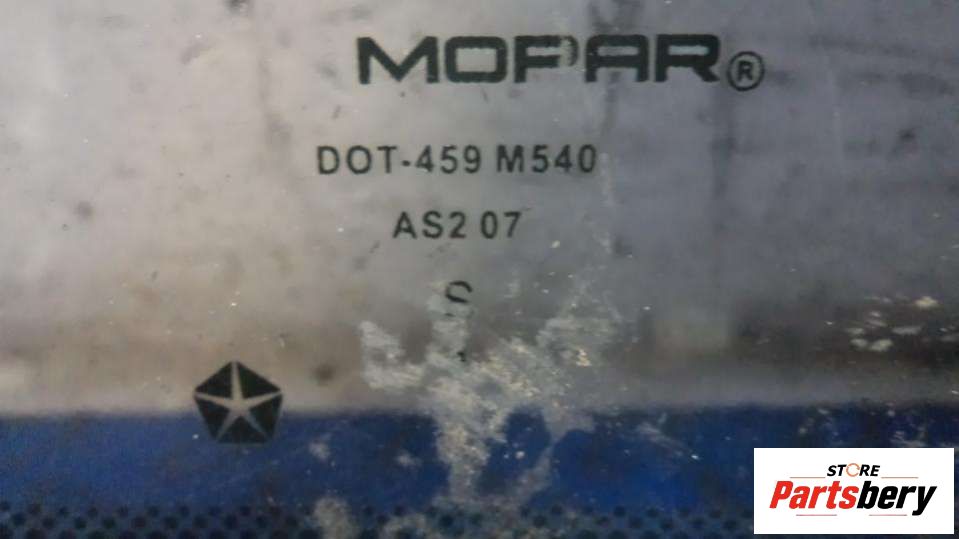 MOPAR®
DOT-459 M540
AS2 07
S
STORE
Partsbery